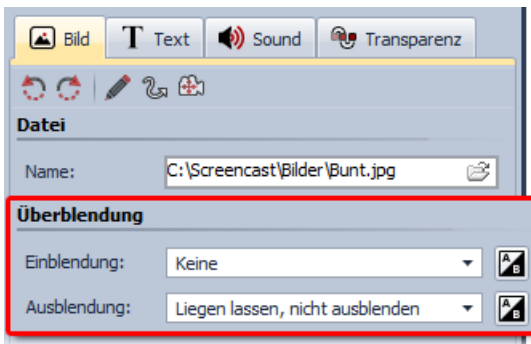 Bild Text Sound Transparenz
Datei
Name: C:\Screencast\Bilder\Bunt.jpg
Überblendung
Einblendung: Keine A B
Ausblendung: Liegen lassen, nicht ausblenden A B